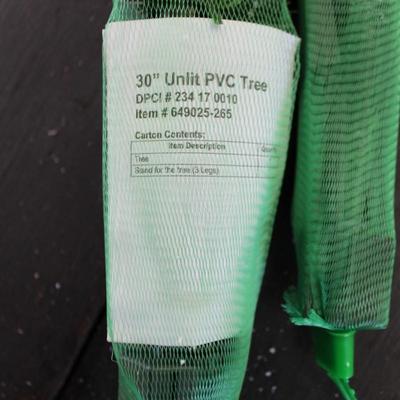 30" Unlit PVC Tree
DPCI # 234 17 0010
Item # 649025-265
Carton Contents:
Item Description
Tree
Stand for the tree (3 Legs)